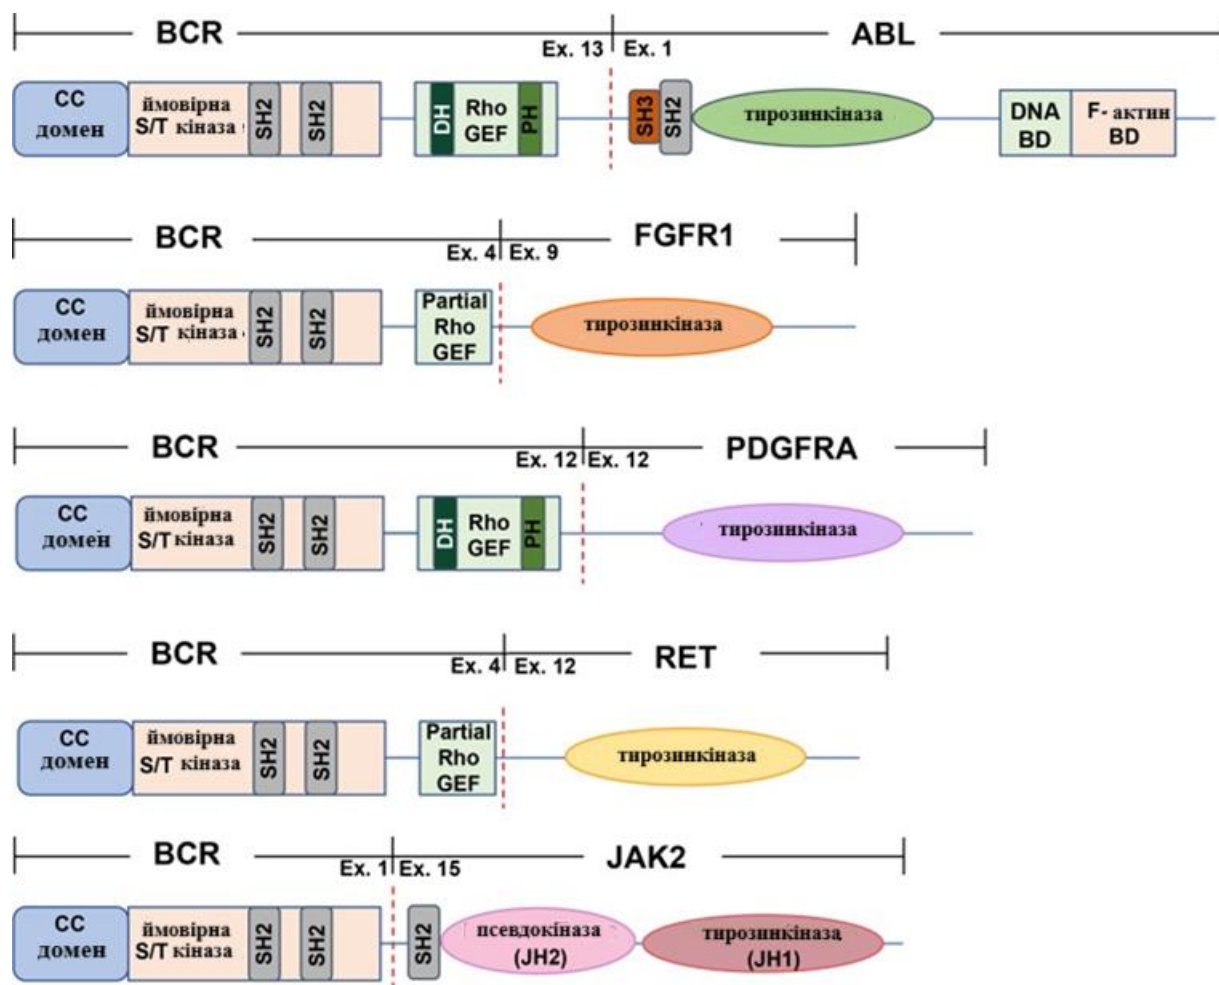 BCR
ABL
Ex. 13
Ex. 1
CC
домен
ймовірна
S/T кіназа
SH2
SH2
DH
Rho
GEF
PH
SH3
SH2
тирозинкіназа
DNA
BD
F- актин
BD
BCR
FGFR1
Ex. 4
Ex. 9
CC
домен
ймовірна
S/T кіназа
SH2
SH2
Partial
Rho
GEF
тирозинкіназа
BCR
PDGFRA
Ex. 12
Ex. 12
CC
домен
ймовірна
S/T кіназа
SH2
SH2
DH
Rho
GEF
PH
тирозинкіназа
BCR
RET
Ex. 4
Ex. 12
CC
домен
ймовірна
S/T кіназа
SH2
SH2
Partial
Rho
GEF
тирозинкіназа
BCR
JAK2
Ex. 1
Ex. 15
CC
домен
ймовірна
S/T кіназа
SH2
SH2
SH2
псевдокіназа
(JH2)
тирозинкіназа
(JH1)